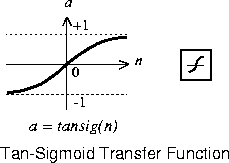 a
+1
n
0
-1
a = tansig(n)
Tan-Sigmoid Transfer Function